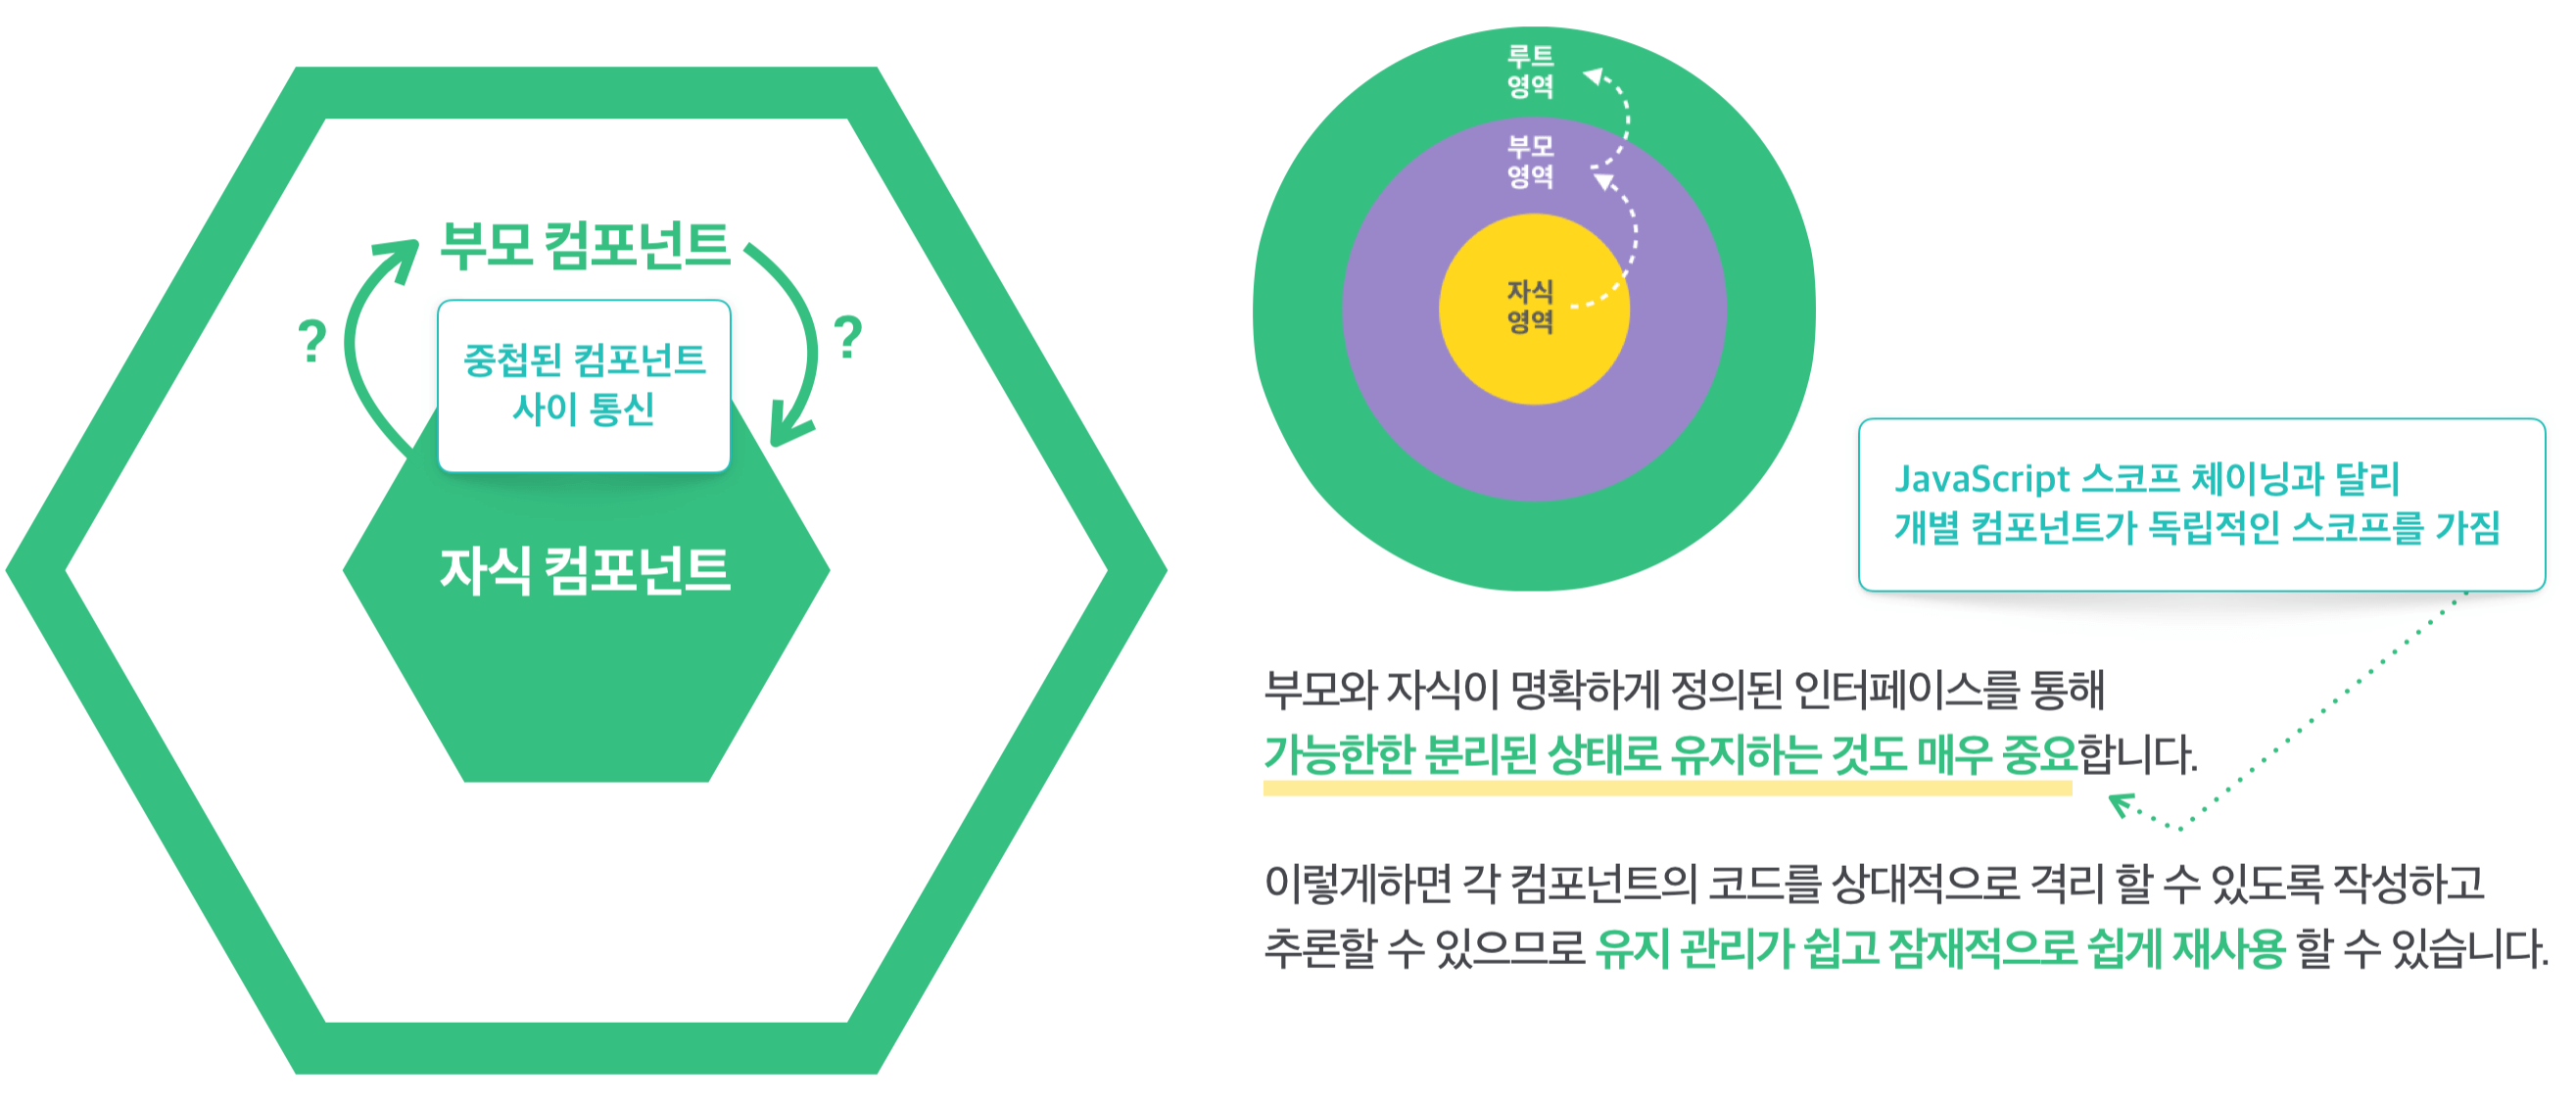 부모 컴포넌트
?
?
중첩된 컴포넌트
사이 통신
자식 컴포넌트
루트
영역
부모
영역
자식
영역
JavaScript 스코프 체이닝과 달리
개별 컴포넌트가 독립적인 스코프를 가짐
부모와 자식이 명확하게 정의된 인터페이스를 통해
가능한한 분리된 상태로 유지하는 것도 매우 중요합니다.
이렇게하면 각 컴포넌트의 코드를 상대적으로 격리 할 수 있도록 작성하고
추론할 수 있으므로 유지 관리가 쉽고 잠재적으로 쉽게 재사용 할 수 있습니다.